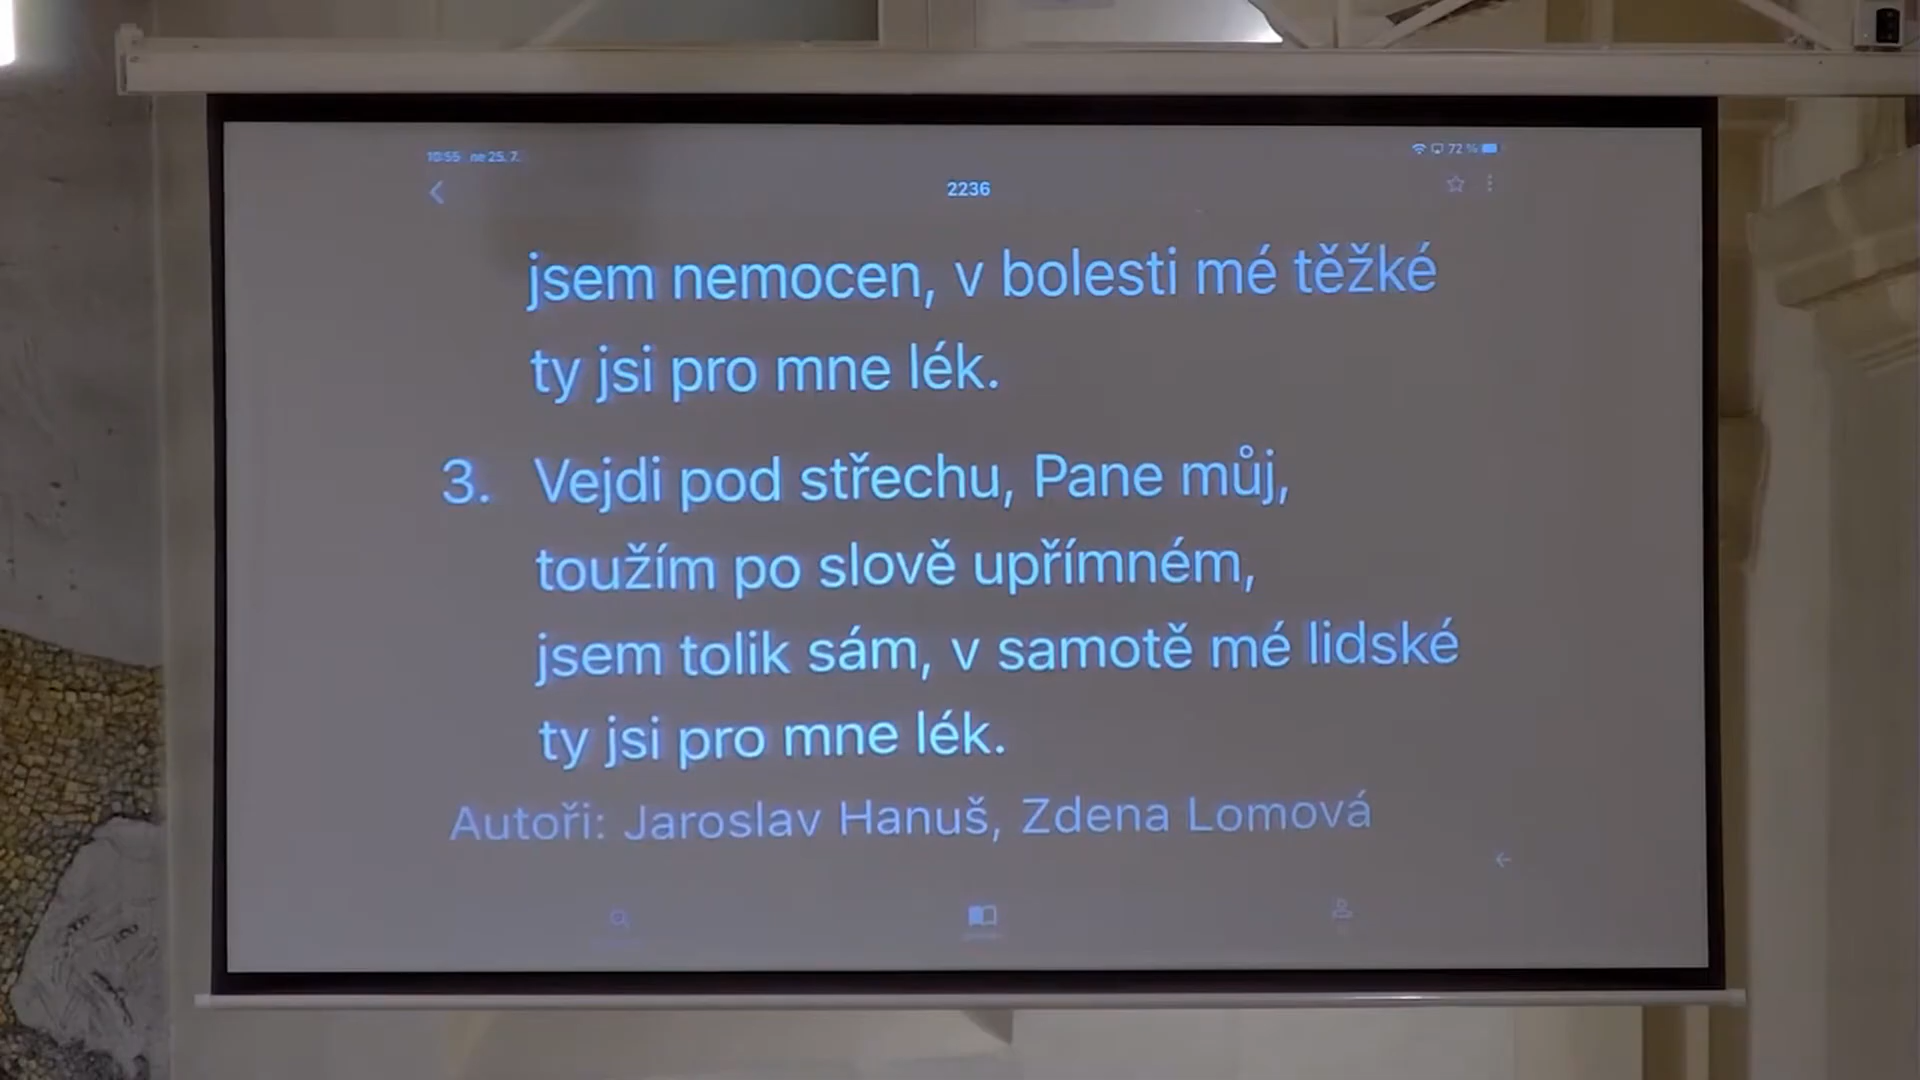 10:55 ne 25. 7.
72 %
2236
jsem nemocen, v bolesti mé těžké
ty jsi pro mne lék.
3. Vejdi pod střechu, Pane můj,
toužím po slově upřímném,
jsem tolik sám, v samotě mé lidské
ty jsi pro mne lék.
Autoři: Jaroslav Hanuš, Zdena Lomová